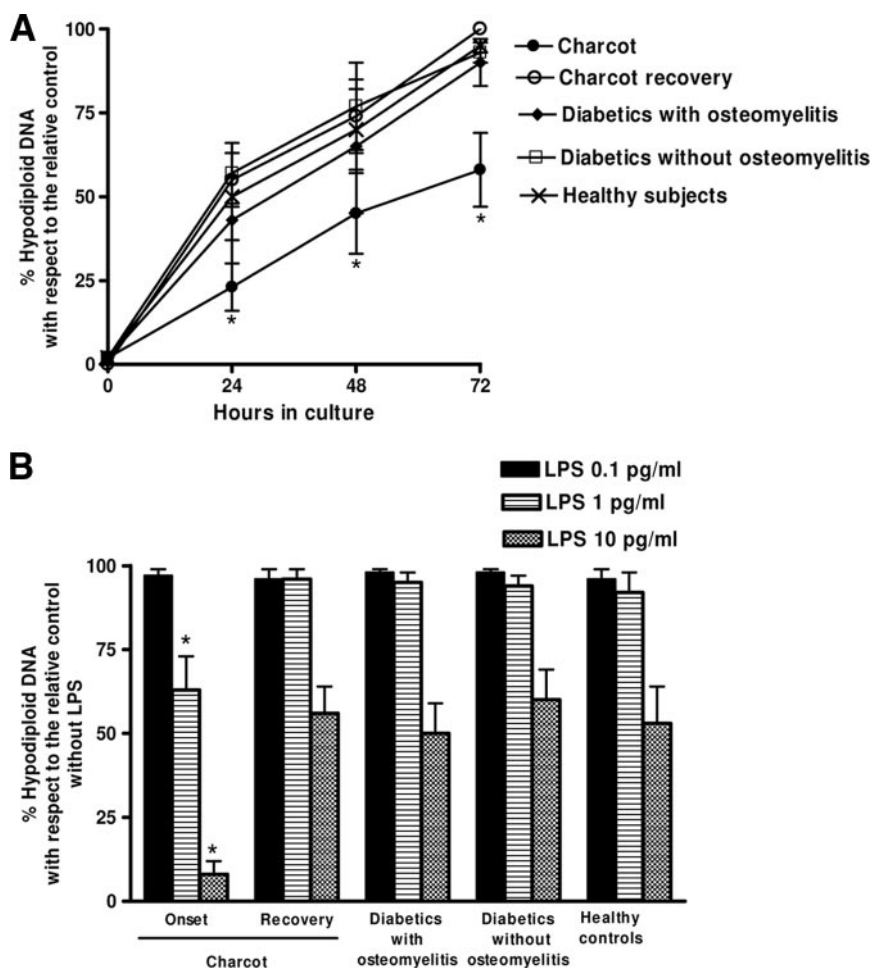 A
% Hypodiploid DNA
with respect to the relative control
100
75
50
25
0
0 24 48 72
Hours in culture
* * *
Charcot
Charcot recovery
Diabetics with osteomyelitis
Diabetics without osteomyelitis
Healthy subjects
B
LPS 0.1 pg/ml
LPS 1 pg/ml
LPS 10 pg/ml
% Hypodiploid DNA
with respect to the relative control
without LPS
100
75
50
25
0
*
*
Onset Recovery
Charcot
Diabetics
with
osteomyelitis
Diabetics
without
osteomyelitis
Healthy
controls